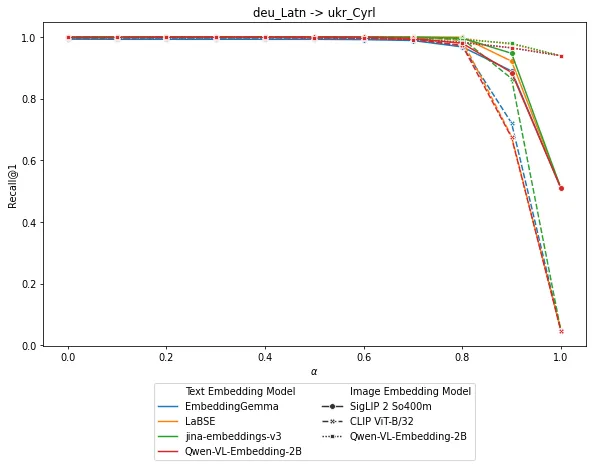 deu_Latn -> ukr_Cyrl
Recall@1
1.0
0.8
0.6
0.4
0.2
0.0
0.0 0.2 0.4 0.6 0.8 1.0
α
Text Embedding Model
EmbeddingGemma
LaBSE
jina-embeddings-v3
Qwen-VL-Embedding-2B
Image Embedding Model
SigLIP 2 So400m
CLIP ViT-B/32
Qwen-VL-Embedding-2B